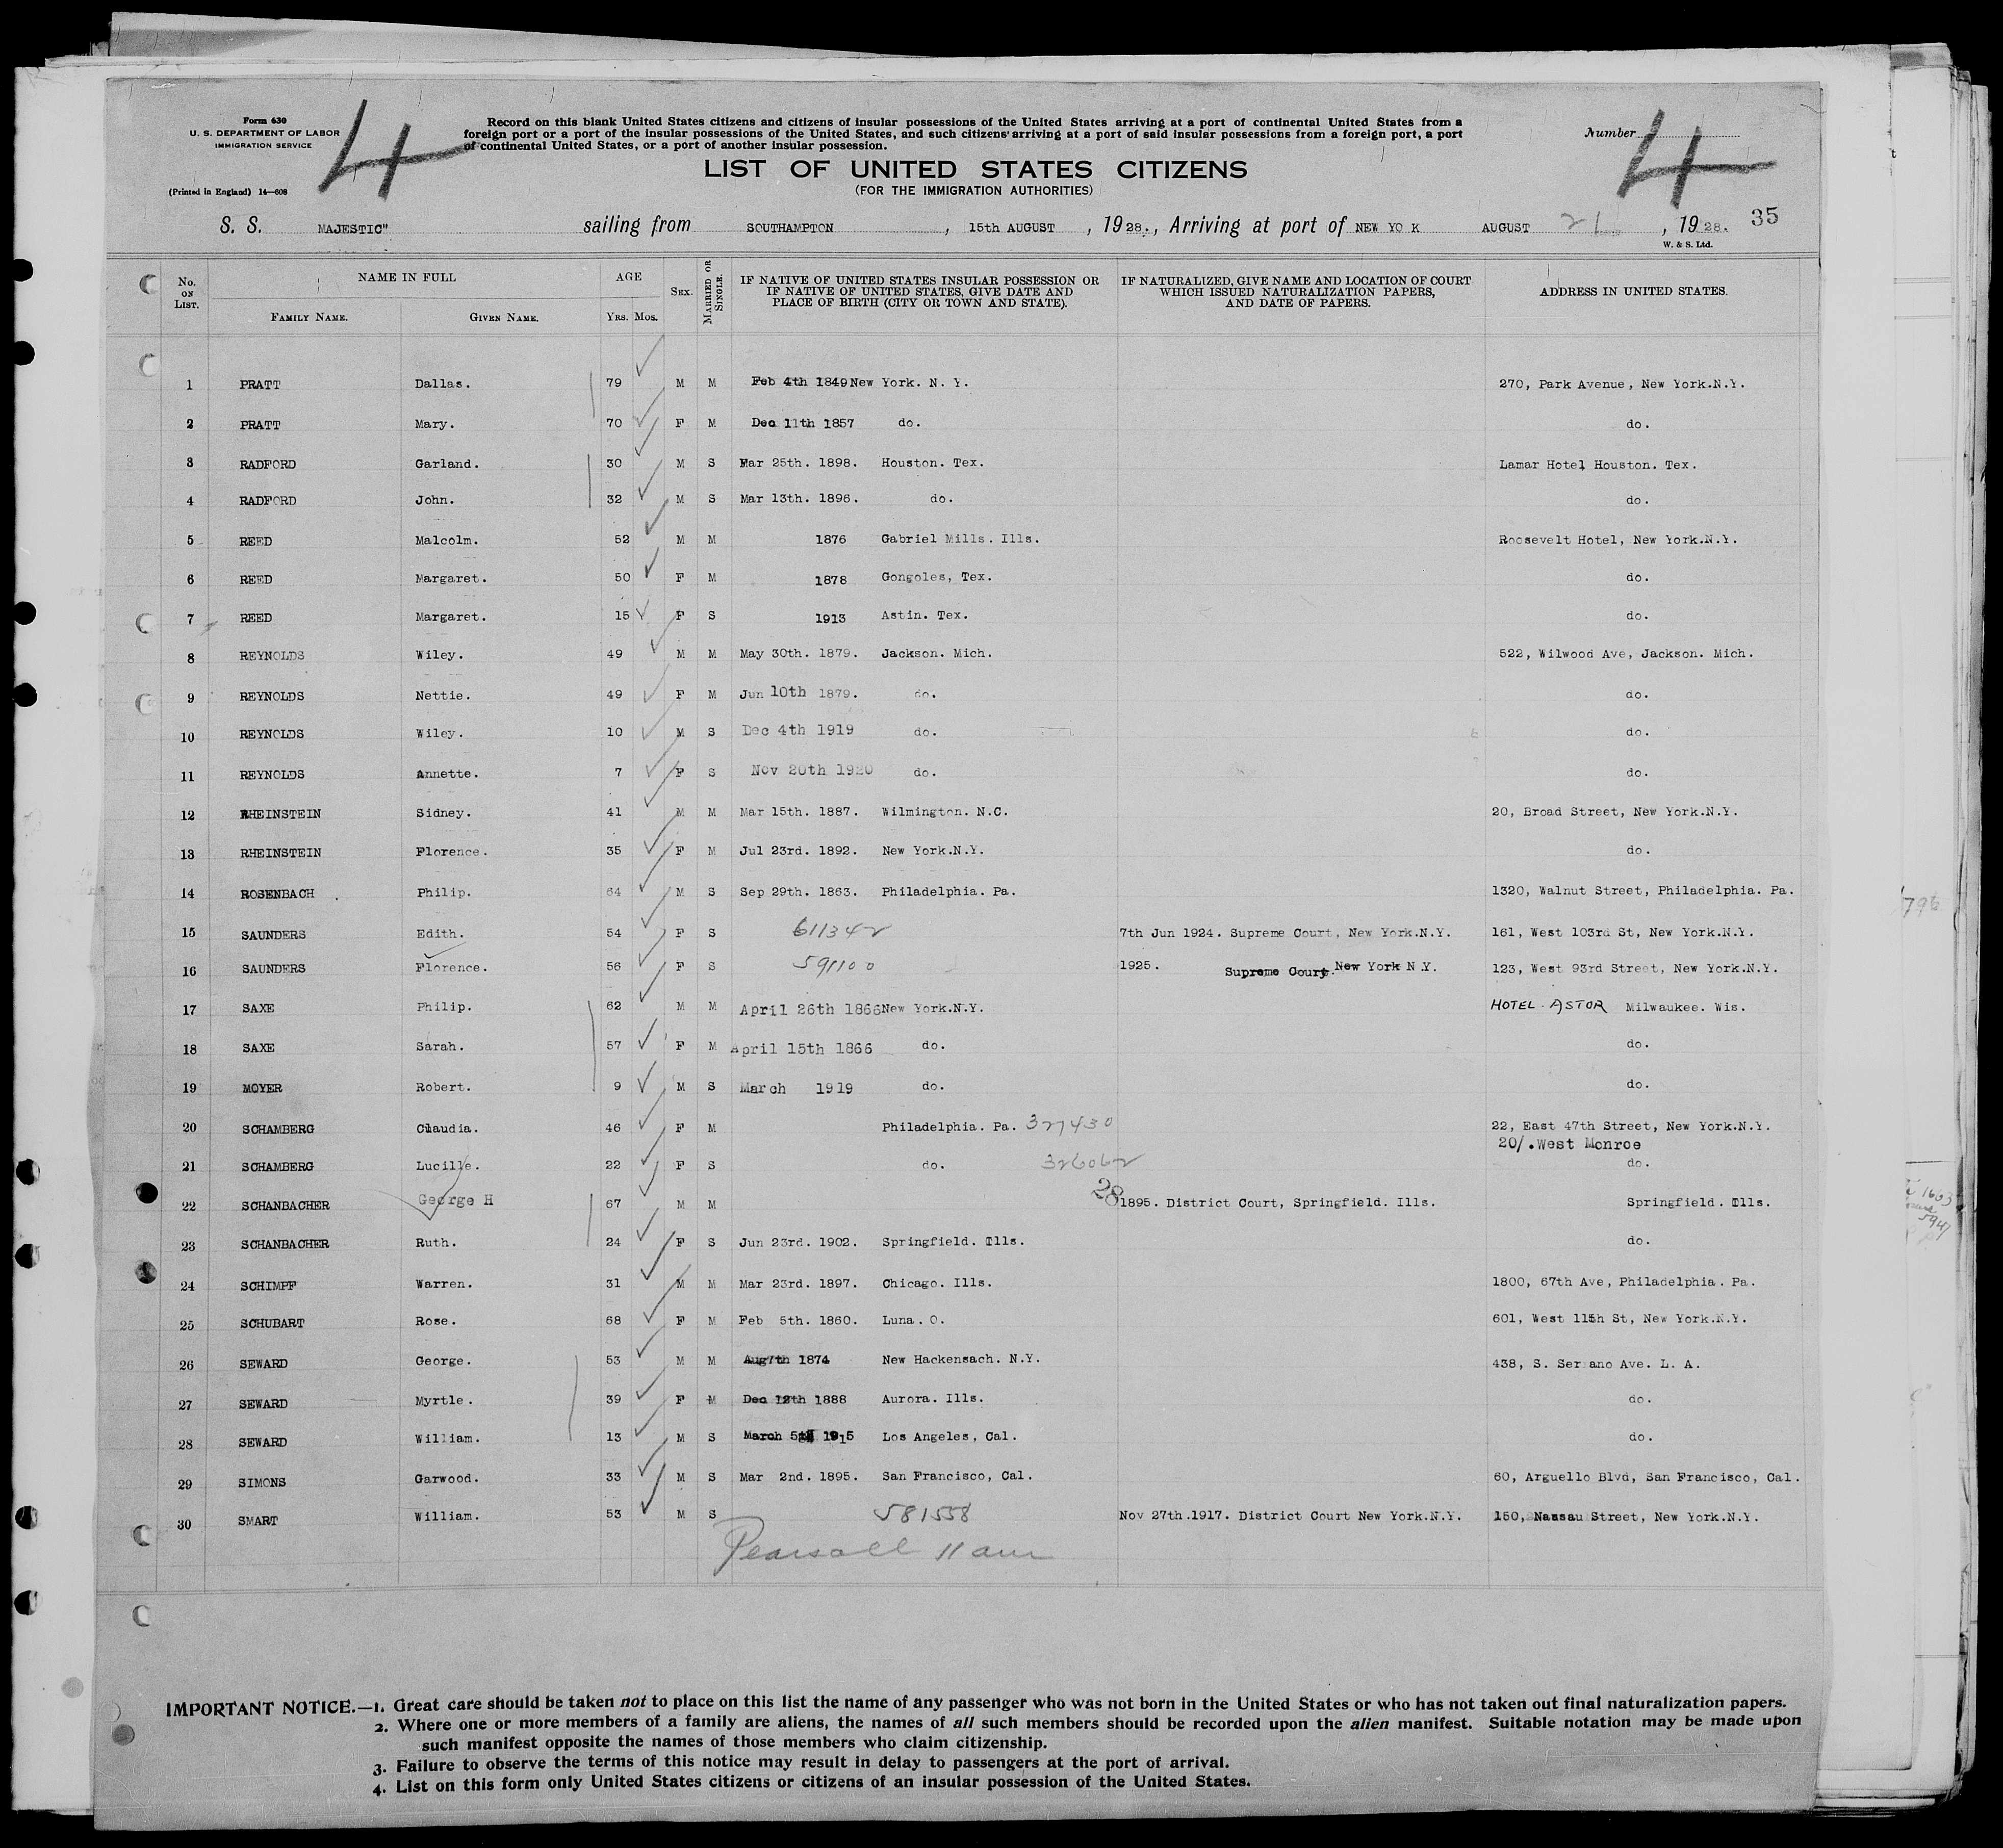 Form 630
U. S. DEPARTMENT OF LABOR
IMMIGRATION SERVICE
(Printed in England) 14—608
4
Record on this blank United States citizens and citizens of insular possessions of the United States arriving at a port of continental United States from a
foreign port or a port of the insular possessions of the United States, and such citizens' arriving at a port of said insular possessions from a foreign port, a port
of continental United States, or a port of another insular possession.
Number 4
LIST OF UNITED STATES CITIZENS
(FOR THE IMMIGRATION AUTHORITIES)
S. S. MAJESTIC" sailing from SOUTHAMPTON , 15th AUGUST , 1928., Arriving at port of NEW YO K AUGUST 21 , 1928. 35
W. & S. Ltd.
No. ON LIST. NAME IN FULL AGE SEX. MARRIED OR SINGLE. IF NATIVE OF UNITED STATES INSULAR POSSESSION OR IF NATIVE OF UNITED STATES, GIVE DATE AND PLACE OF BIRTH (CITY OR TOWN AND STATE). IF NATURALIZED, GIVE NAME AND LOCATION OF COURT WHICH ISSUED NATURALIZATION PAPERS, AND DATE OF PAPERS. ADDRESS IN UNITED STATES.
FAMILY NAME. GIVEN NAME. YRS. MOS.
1 PRATT Dallas. 79 M M Feb 4th 1849 New York. N. Y. 270, Park Avenue, New York.N.Y.
2 PRATT Mary. 70 F M Dec 11th 1857 do. do.
3 RADFORD Garland. 30 M S Mar 25th. 1898. Houston. Tex. Lamar Hotel Houston. Tex.
4 RADFORD John. 32 M S Mar 13th. 1896. do. do.
5 REED Malcolm. 52 M M 1876 Gabriel Mills. Ills. Roosevelt Hotel, New York.N.Y.
6 REED Margaret. 50 F M 1878 Gongoles, Tex. do.
7 REED Margaret. 15 F S 1913 Astin. Tex. do.
8 REYNOLDS Wiley. 49 M M May 30th. 1879. Jackson. Mich. 522, Wilwood Ave, Jackson. Mich.
9 REYNOLDS Nettie. 49 F M Jun 10th 1879. do. do.
10 REYNOLDS Wiley. 10 M S Dec 4th 1919 do. do.
11 REYNOLDS Annette. 7 F S Nov 20th 1920 do. do.
12 RHEINSTEIN Sidney. 41 M M Mar 15th. 1887. Wilmington. N.C. 20, Broad Street, New York.N.Y.
13 RHEINSTEIN Florence. 35 F M Jul 23rd. 1892. New York.N.Y. do.
14 ROSENBACH Philip. 64 M S Sep 29th. 1863. Philadelphia. Pa. 1320, Walnut Street, Philadelphia. Pa.
15 SAUNDERS Edith. 54 F S 611342 7th Jun 1924. Supreme Court, New York.N.Y. 161, West 103rd St, New York.N.Y.
16 SAUNDERS Florence. 56 F S 591100 1925. Supreme Court. New York N.Y. 123, West 93rd Street, New York.N.Y.
17 SAXE Philip. 62 M M April 26th 1866 New York.N.Y. HOTEL ASTOR Milwaukee. Wis.
18 SAXE Sarah. 57 F M April 15th 1866 do. do.
19 MOYER Robert. 9 M S March 1919 do. do.
20 SCHAMBERG Claudia. 46 F M Philadelphia. Pa. 327430 22, East 47th Street, New York.N.Y.
21 SCHAMBERG Lucille. 22 F S do. 326062 do.
20/.West Monroe
22 SCHANBACHER George H 67 M M 28 1895. District Court, Springfield. Ills. Springfield. Ills.
23 SCHANBACHER Ruth. 24 F S Jun 23rd. 1902. Springfield. Ills. do.
24 SCHIMPF Warren. 31 M M Mar 23rd. 1897. Chicago. Ills. 1800, 67th Ave, Philadelphia. Pa.
25 SCHUBART Rose. 68 F M Feb 5th. 1860. Luna. O. 601, West 115h St, New York.N.Y.
26 SEWARD George. 53 M M Aug 7th 1874 New Hackensach. N.Y. 438, S. Ser ano Ave. L. A.
27 SEWARD Myrtle. 39 F M Dec 12th 1888 Aurora. Ills. do.
28 SEWARD William. 13 M S March 5th 1915 Los Angeles, Cal. do.
29 SIMONS Garwood. 33 M S Mar 2nd. 1895. San Francisco, Cal. 60, Arguello Blvd, San Francisco, Cal.
30 SMART William. 53 M S 581558 Nov 27th.1917. District Court New York.N.Y. 150, Nassau Street, New York.N.Y.
Pearsall 11 am
IMPORTANT NOTICE.—1. Great care should be taken not to place on this list the name of any passenger who was not born in the United States or who has not taken out final naturalization papers.
2. Where one or more members of a family are aliens, the names of all such members should be recorded upon the alien manifest. Suitable notation may be made upon
such manifest opposite the names of those members who claim citizenship.
3. Failure to observe the terms of this notice may result in delay to passengers at the port of arrival.
4. List on this form only United States citizens or citizens of an insular possession of the United States.